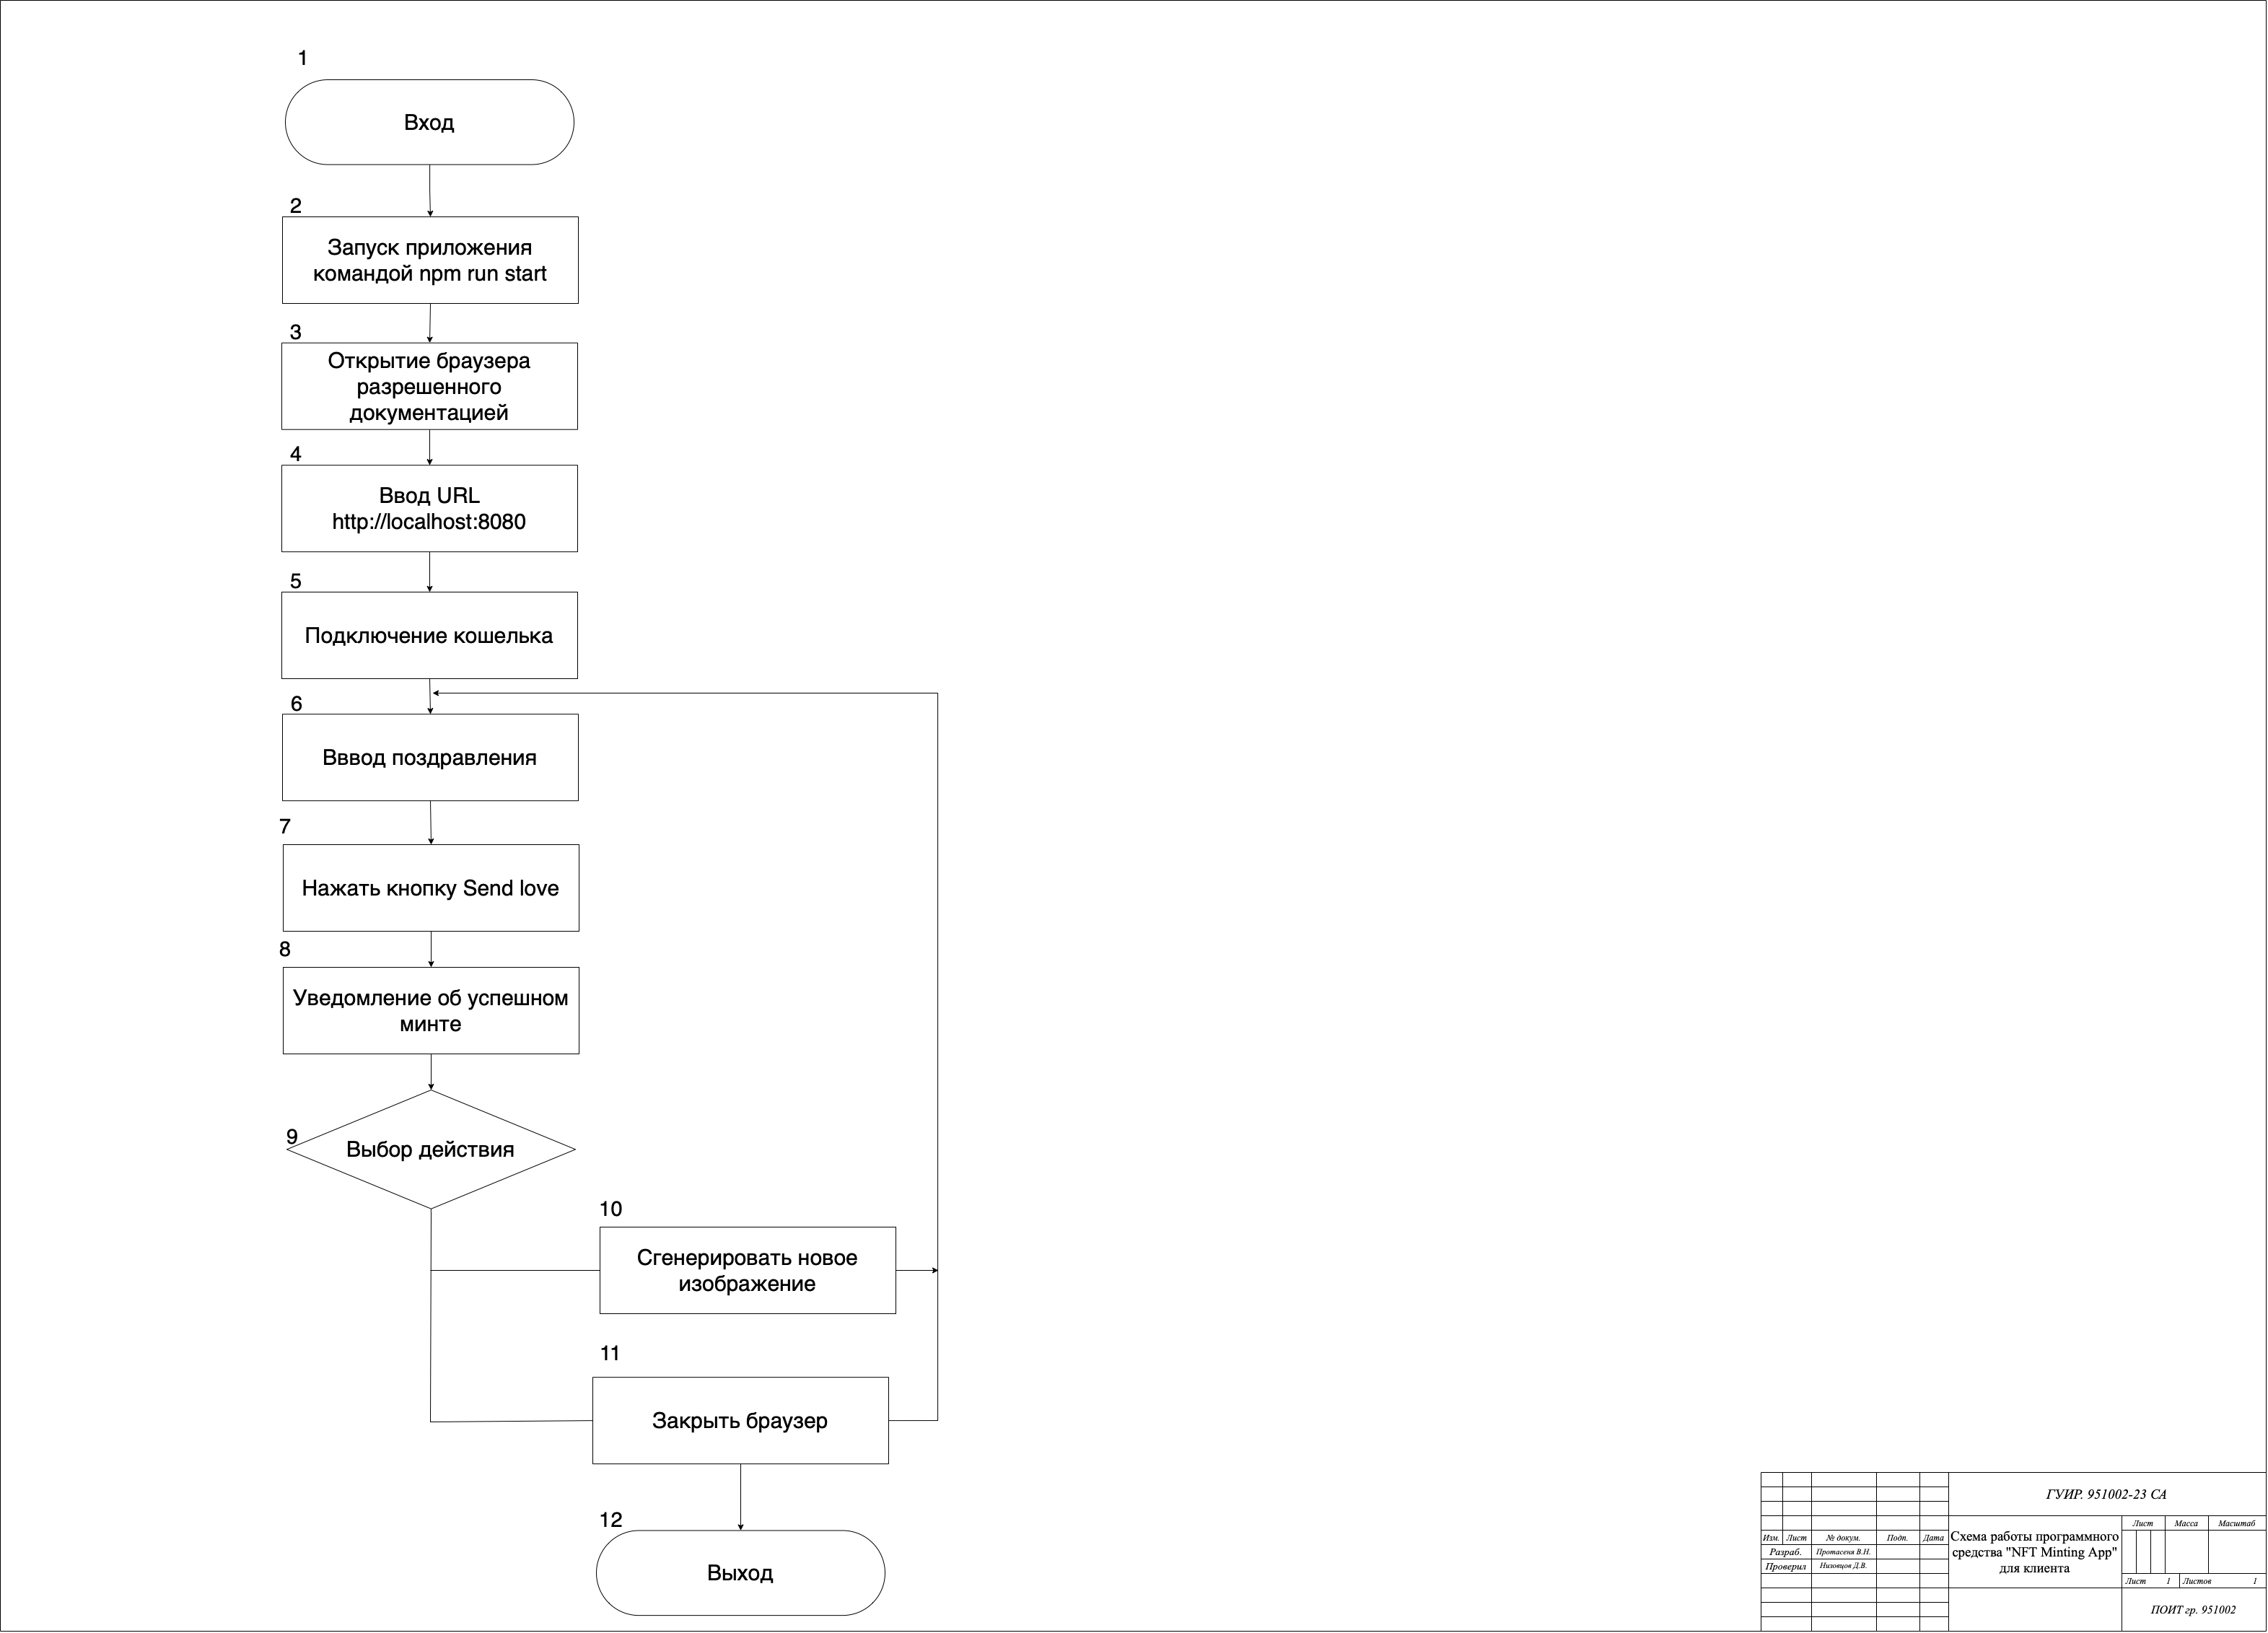 1
Вход
2
Запуск приложения
командой npm run start
3
Открытие браузера
разрешенного
документацией
4
Ввод URL
http://localhost:8080
5
Подключение кошелька
6
Вввод поздравления
7
Нажать кнопку Send love
8
Уведомление об успешном
минте
9
Выбор действия
10
Сгенерировать новое
изображение
11
Закрыть браузер
12
Выход
ГУИР. 951002-23 СА
Изм. Лист № докум. Подп. Дата
Разраб. Протасеня В.Н.
Проверил Низовцов Д.В.
Схема работы программного
средства "NFT Minting App"
для клиента
Лист Масса Масштаб
Лист 1 Листов 1
ПОИТ гр. 951002